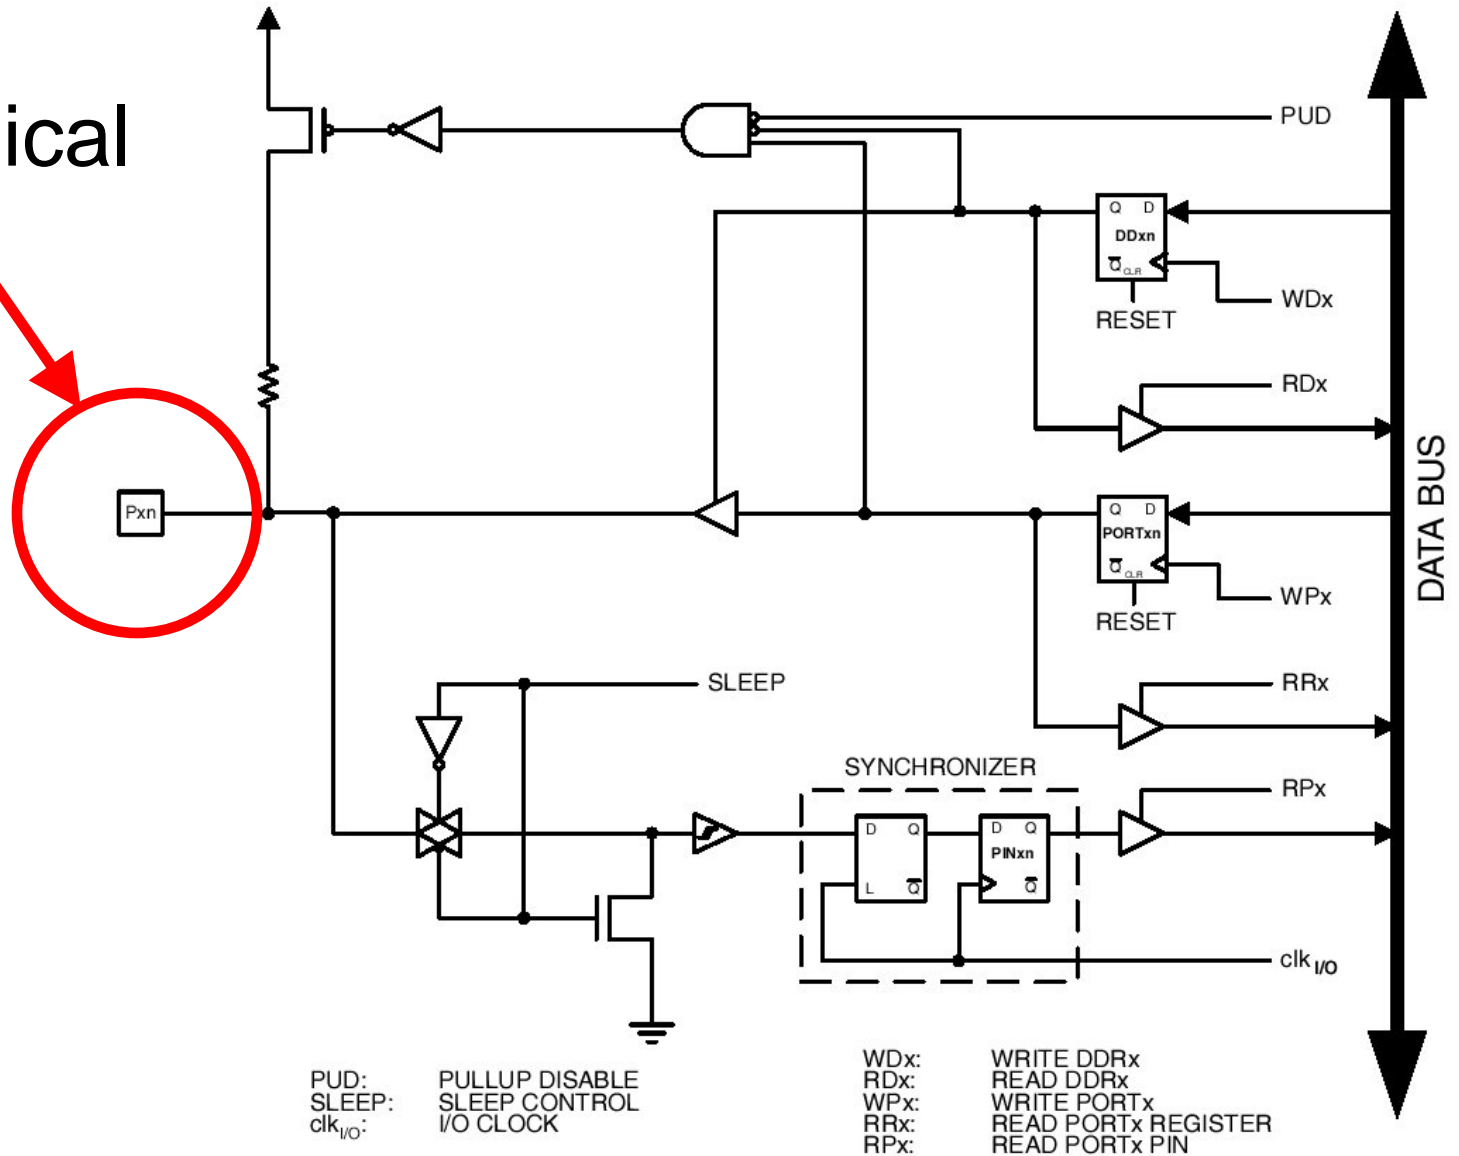 ical
PUD
Q D
DDxn
Q CLR
WDx
RESET
RDx
DATA BUS
Pxn
Q D
PORTxn
Q CLR
WPx
RESET
SLEEP
RRx
SYNCHRONIZER
RPx
D Q
L Q
D Q
PINxn
Q
clk I/O
PUD: PULLUP DISABLE
SLEEP: SLEEP CONTROL
clkI/O: I/O CLOCK
WDx: WRITE DDRx
RDx: READ DDRx
WPx: WRITE PORTx
RRx: READ PORTx REGISTER
RPx: READ PORTx PIN